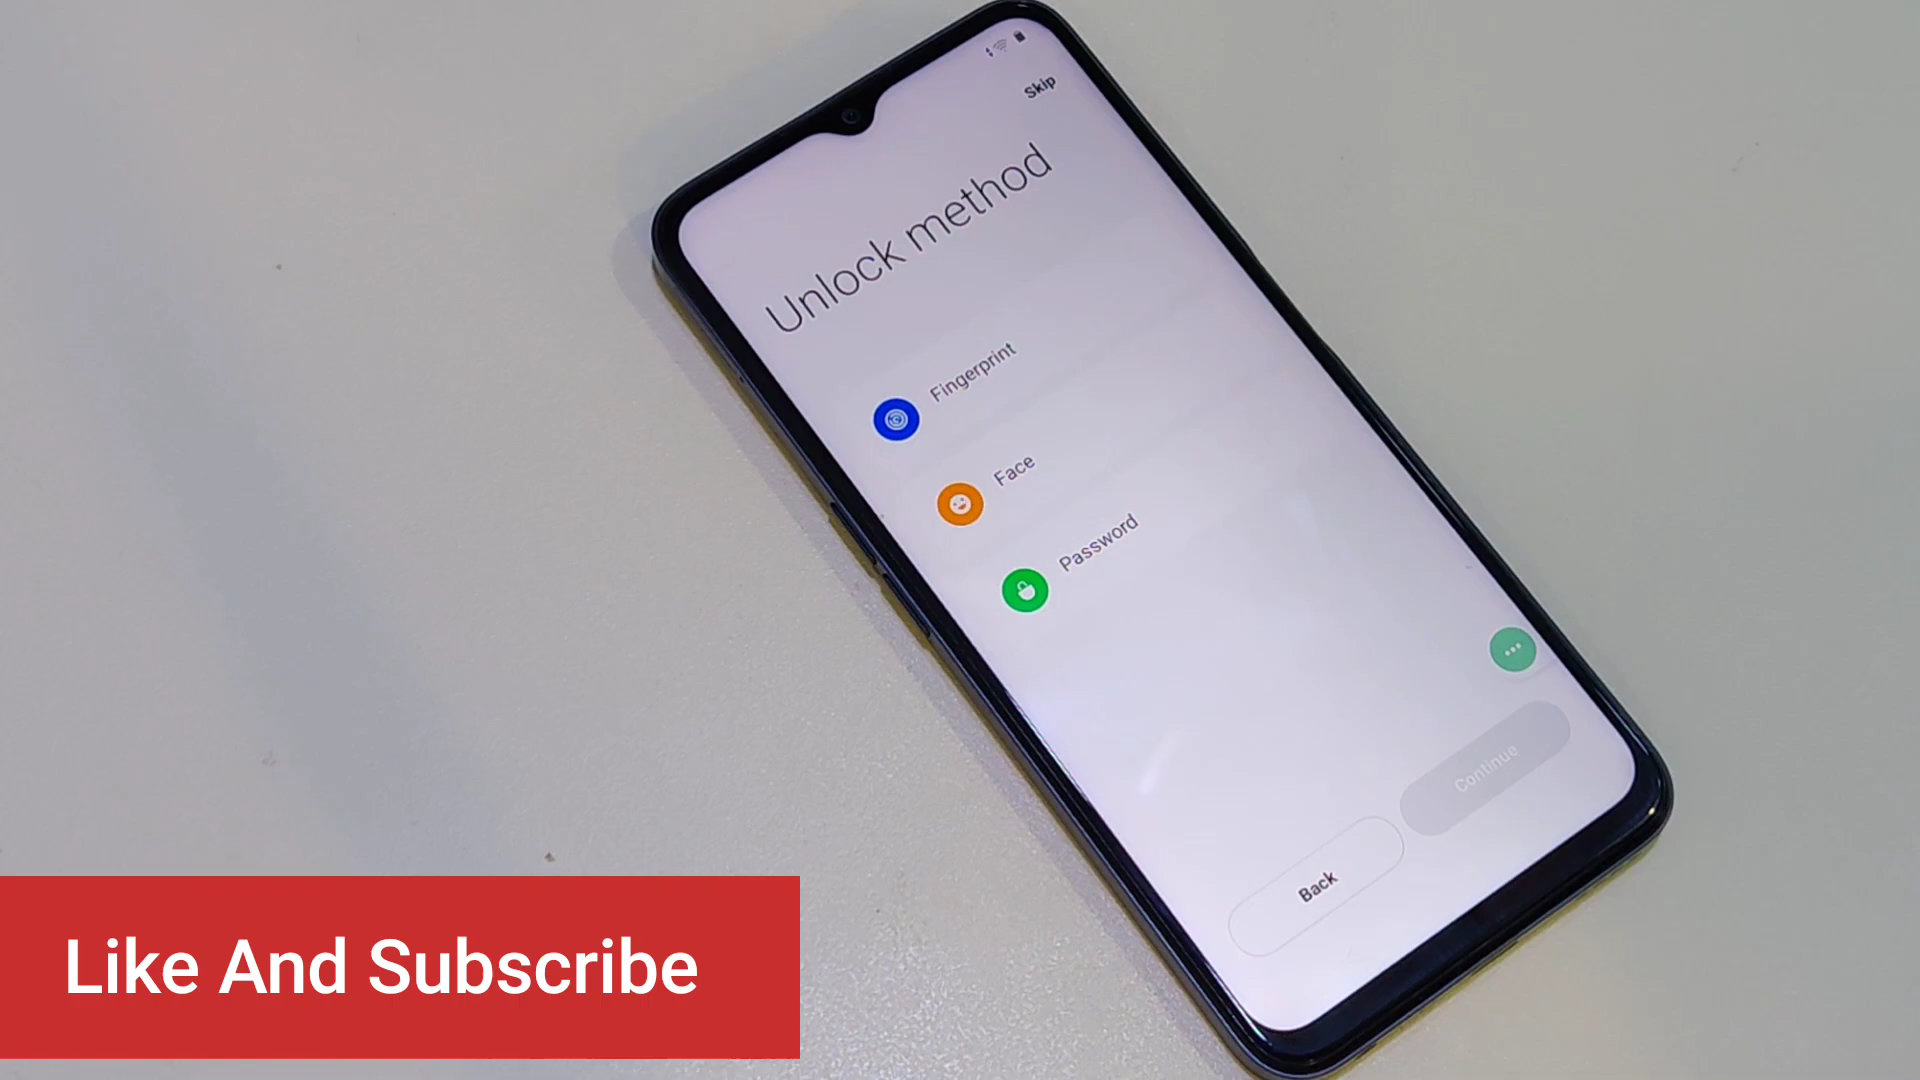 Skip
Unlock method
Fingerprint
Face
Password
Continue
Back
Like And Subscribe